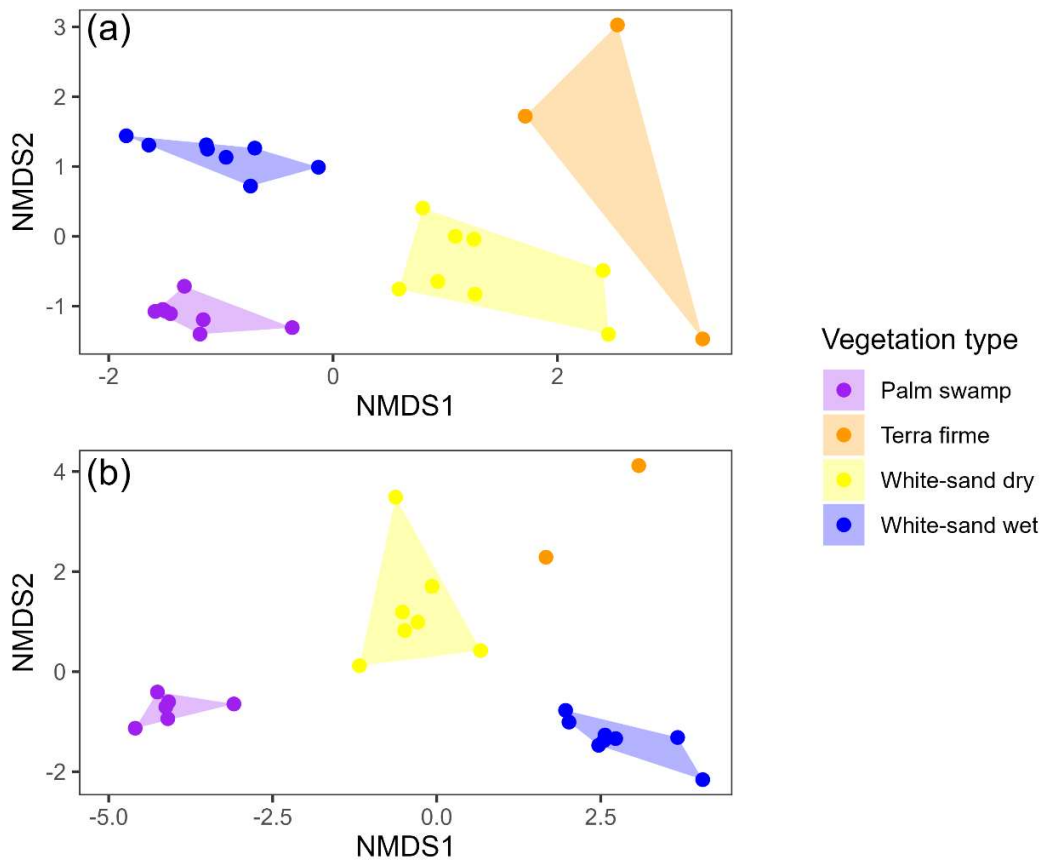 (a)
3
2
1
0
-1
NMDS2
-2 0 2
NMDS1
(b)
4
2
0
-2
NMDS2
-5.0 -2.5 0.0 2.5
NMDS1
Vegetation type
Palm swamp
Terra firme
White-sand dry
White-sand wet